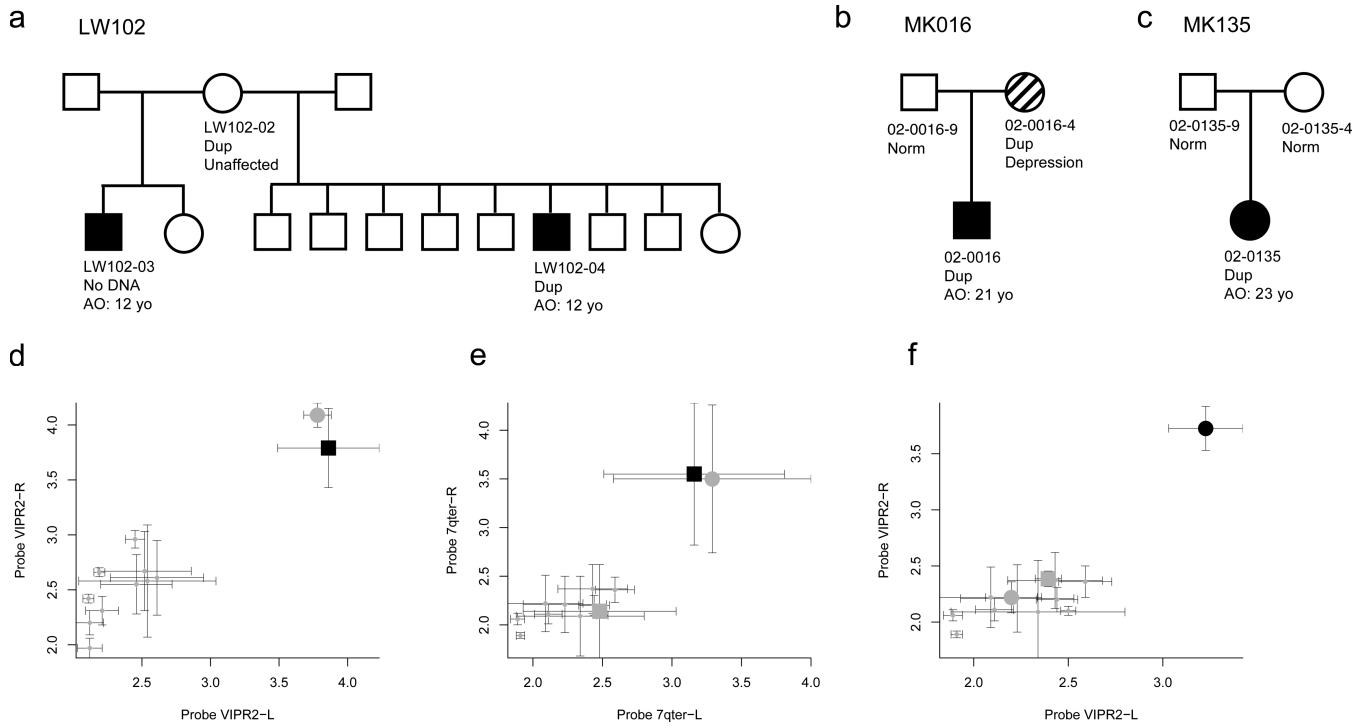 a
LW102
LW102-02
Dup
Unaffected
LW102-03
No DNA
AO: 12 yo
LW102-04
Dup
AO: 12 yo
b
MK016
02-0016-9
Norm
02-0016-4
Dup
Depression
02-0016
Dup
AO: 21 yo
c
MK135
02-0135-9
Norm
02-0135-4
Norm
02-0135
Dup
AO: 23 yo
d
Probe VIPR2−R
4.0
3.5
3.0
2.5
2.0
2.5
3.0
3.5
4.0
Probe VIPR2−L
e
Probe 7qter−R
4.0
3.5
3.0
2.5
2.0
2.0
2.5
3.0
3.5
4.0
Probe 7qter−L
f
Probe VIPR2−R
3.5
3.0
2.5
2.0
2.0
2.5
3.0
Probe VIPR2−L